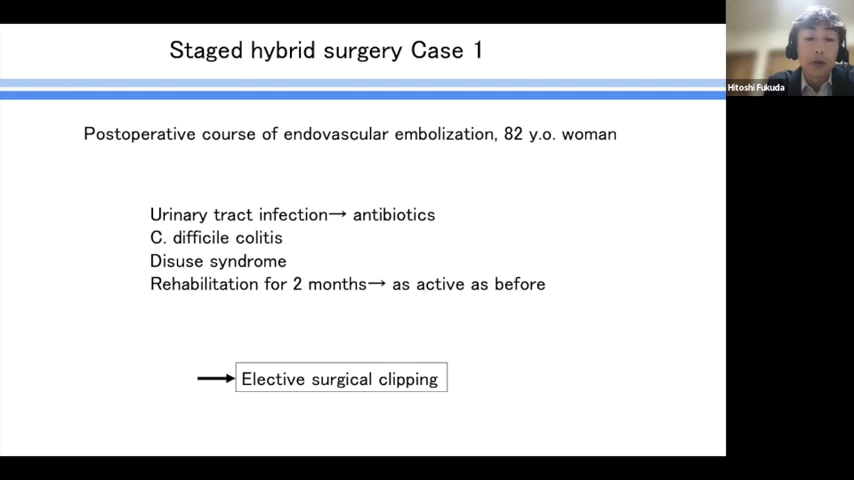 Staged hybrid surgery Case 1
Hitoshi Fukuda
Postoperative course of endovascular embolization, 82 y.o. woman
Urinary tract infection→ antibiotics
C. difficile colitis
Disuse syndrome
Rehabilitation for 2 months→ as active as before
Elective surgical clipping